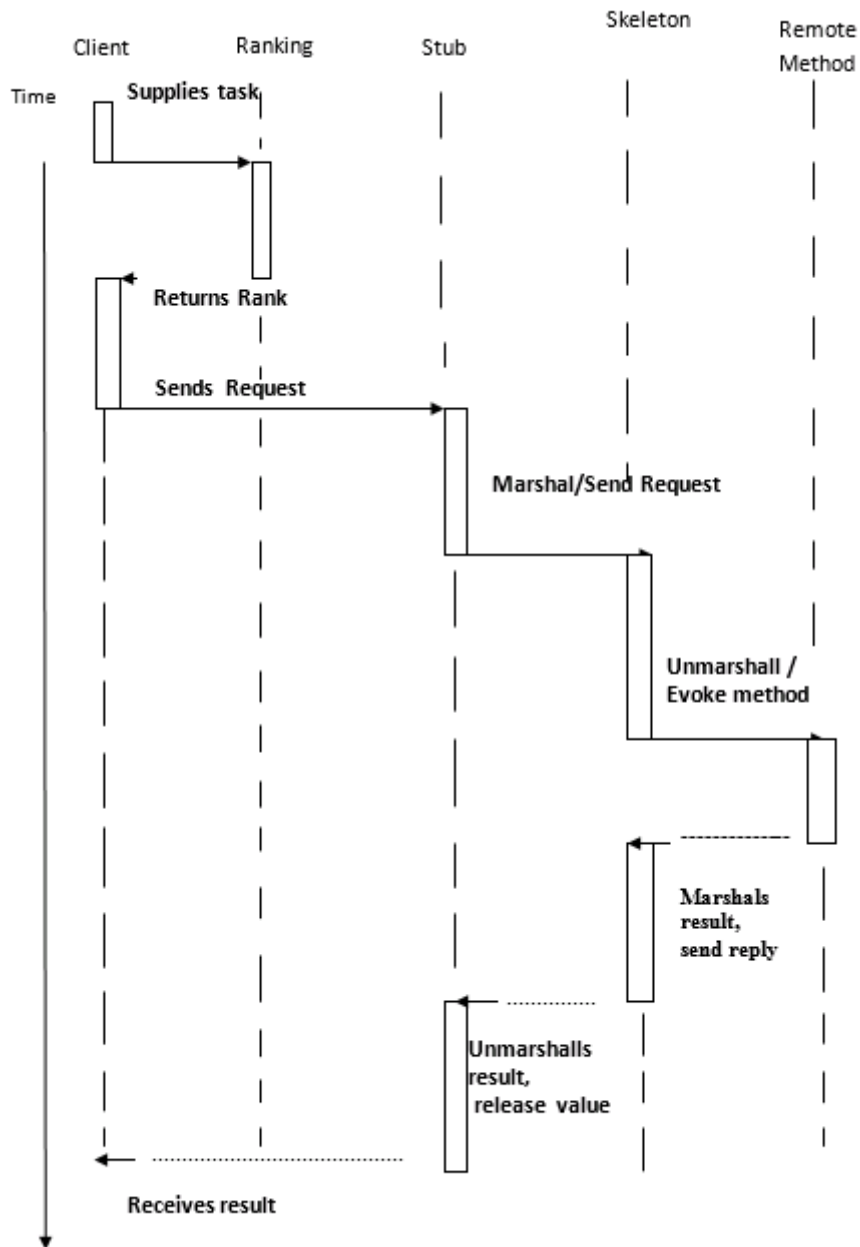 Client
Ranking
Stub
Skeleton
Remote
Method
Time
Supplies task
Returns Rank
Sends Request
Marshal/Send Request
Unmarshall /
Evoke method
Marshals
result,
send reply
Unmarshalls
result,
release value
Receives result